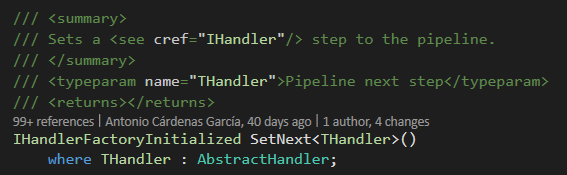 /// <summary>
/// Sets a <see cref="IHandler"/> step to the pipeline.
/// </summary>
/// <typeparam name="THandler">Pipeline next step</typeparam>
/// <returns></returns>
99+ references | Antonio Cárdenas García, 40 days ago | 1 author, 4 changes
IHandlerFactoryInitialized SetNext<THandler>()
    where THandler : AbstractHandler;